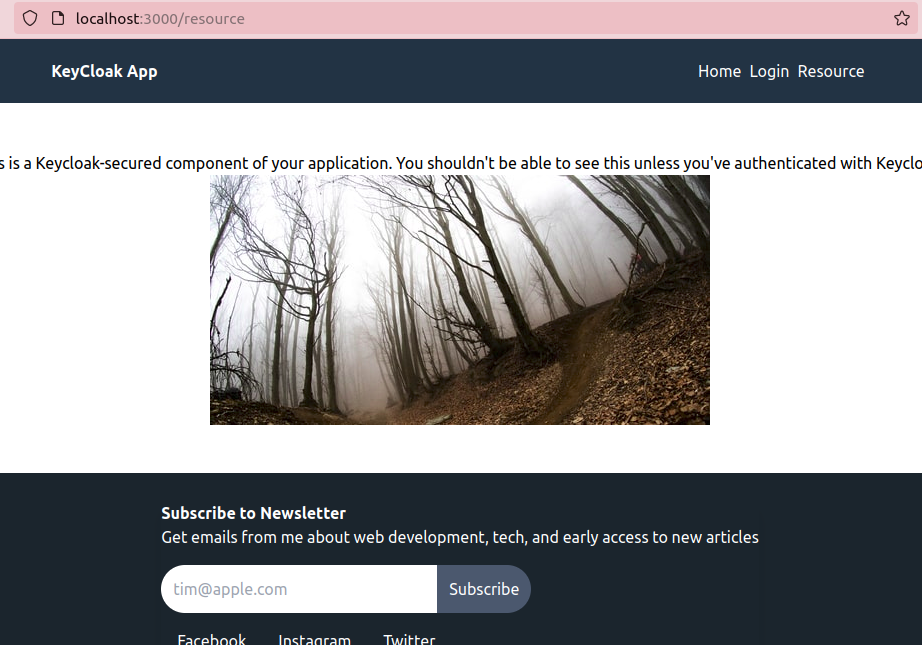 localhost:3000/resource
KeyCloak App
Home Login Resource
s is a Keycloak-secured component of your application. You shouldn't be able to see this unless you've authenticated with Keyclo
Subscribe to Newsletter
Get emails from me about web development, tech, and early access to new articles
tim@apple.com
Subscribe
Facebook Instagram Twitter